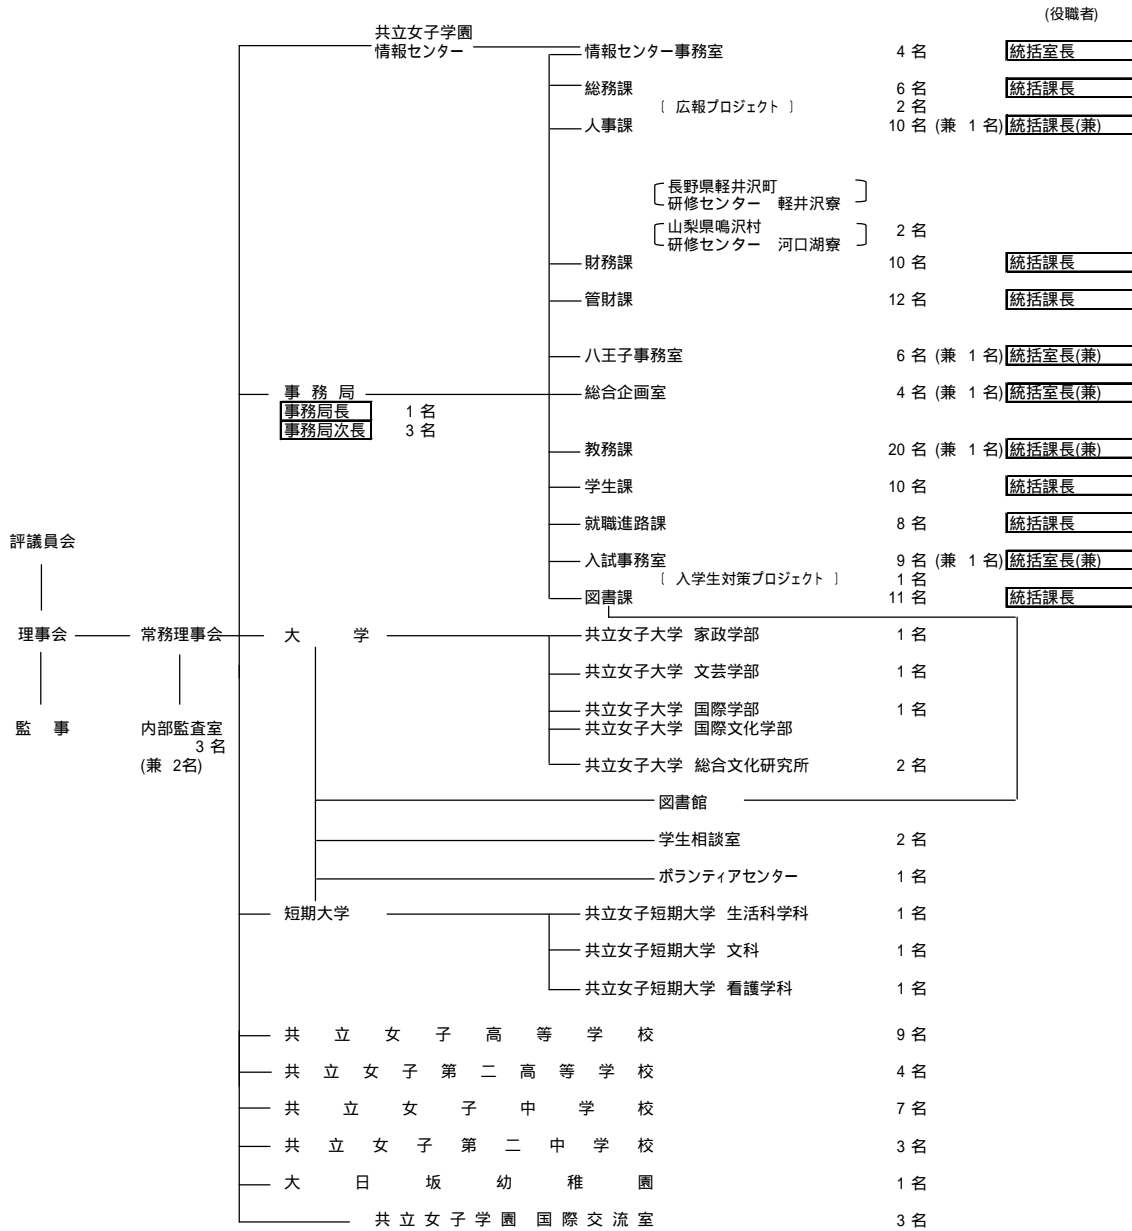 (役職者)
共立女子学園
情報センター 情報センター事務室 4 名 統括室長
総務課 6 名 統括課長
〔 広報プロジェクト 〕 2 名
人事課 10 名 (兼 1 名) 統括課長(兼)
長野県軽井沢町
研修センター 軽井沢寮
山梨県鳴沢村 2 名
研修センター 河口湖寮
財務課 10 名 統括課長
管財課 12 名 統括課長
八王子事務室 6 名 (兼 1 名) 統括室長(兼)
事 務 局 総合企画室 4 名 (兼 1 名) 統括室長(兼)
事務局長 1 名
事務局次長 3 名
教務課 20 名 (兼 1 名) 統括課長(兼)
学生課 10 名 統括課長
就職進路課 8 名 統括課長
評議員会
入試事務室 9 名 (兼 1 名) 統括室長(兼)
〔 入学生対策プロジェクト 〕 1 名
図書課 11 名 統括課長
理事会 常務理事会 大 学 共立女子大学 家政学部 1 名
共立女子大学 文芸学部 1 名
共立女子大学 国際学部 1 名
監 事 内部監査室 共立女子大学 国際文化学部
3 名
(兼 2名) 共立女子大学 総合文化研究所 2 名
図書館
学生相談室 2 名
ボランティアセンター 1 名
短期大学 共立女子短期大学 生活科学科 1 名
共立女子短期大学 文科 1 名
共立女子短期大学 看護学科 1 名
共 立 女 子 高 等 学 校 9 名
共 立 女 子 第 二 高 等 学 校 4 名
共 立 女 子 中 学 校 7 名
共 立 女 子 第 二 中 学 校 3 名
大 日 坂 幼 稚 園 1 名
共 立 女 子 学 園 国 際 交 流 室 3 名